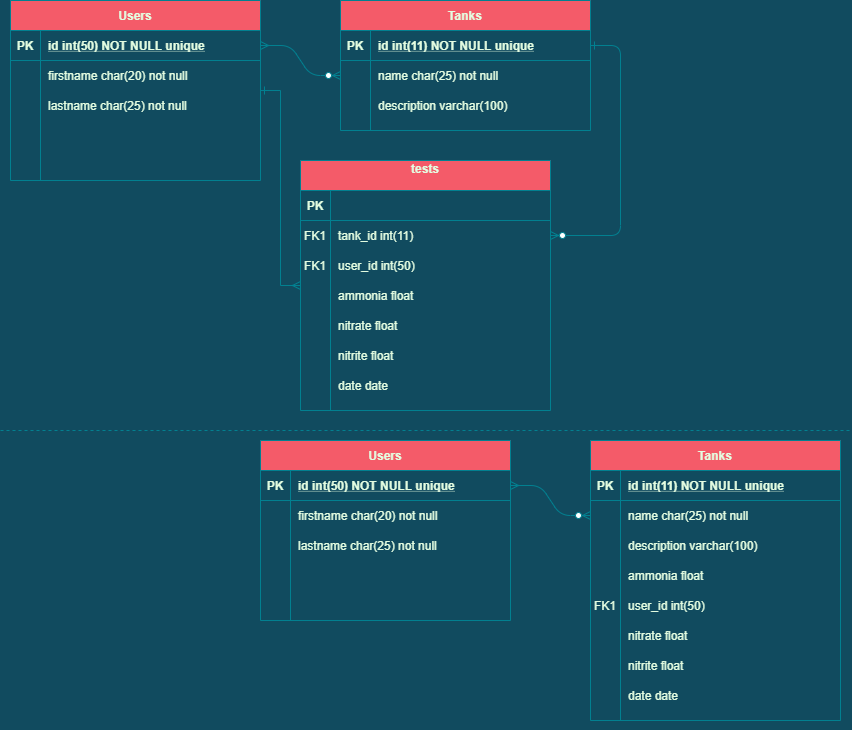 Users
PK id int(50) NOT NULL unique
firstname char(20) not null
lastname char(25) not null
Tanks
PK id int(11) NOT NULL unique
name char(25) not null
description varchar(100)
tests
PK
FK1 tank_id int(11)
FK1 user_id int(50)
ammonia float
nitrate float
nitrite float
date date
Users
PK id int(50) NOT NULL unique
firstname char(20) not null
lastname char(25) not null
Tanks
PK id int(11) NOT NULL unique
name char(25) not null
description varchar(100)
ammonia float
FK1 user_id int(50)
nitrate float
nitrite float
date date